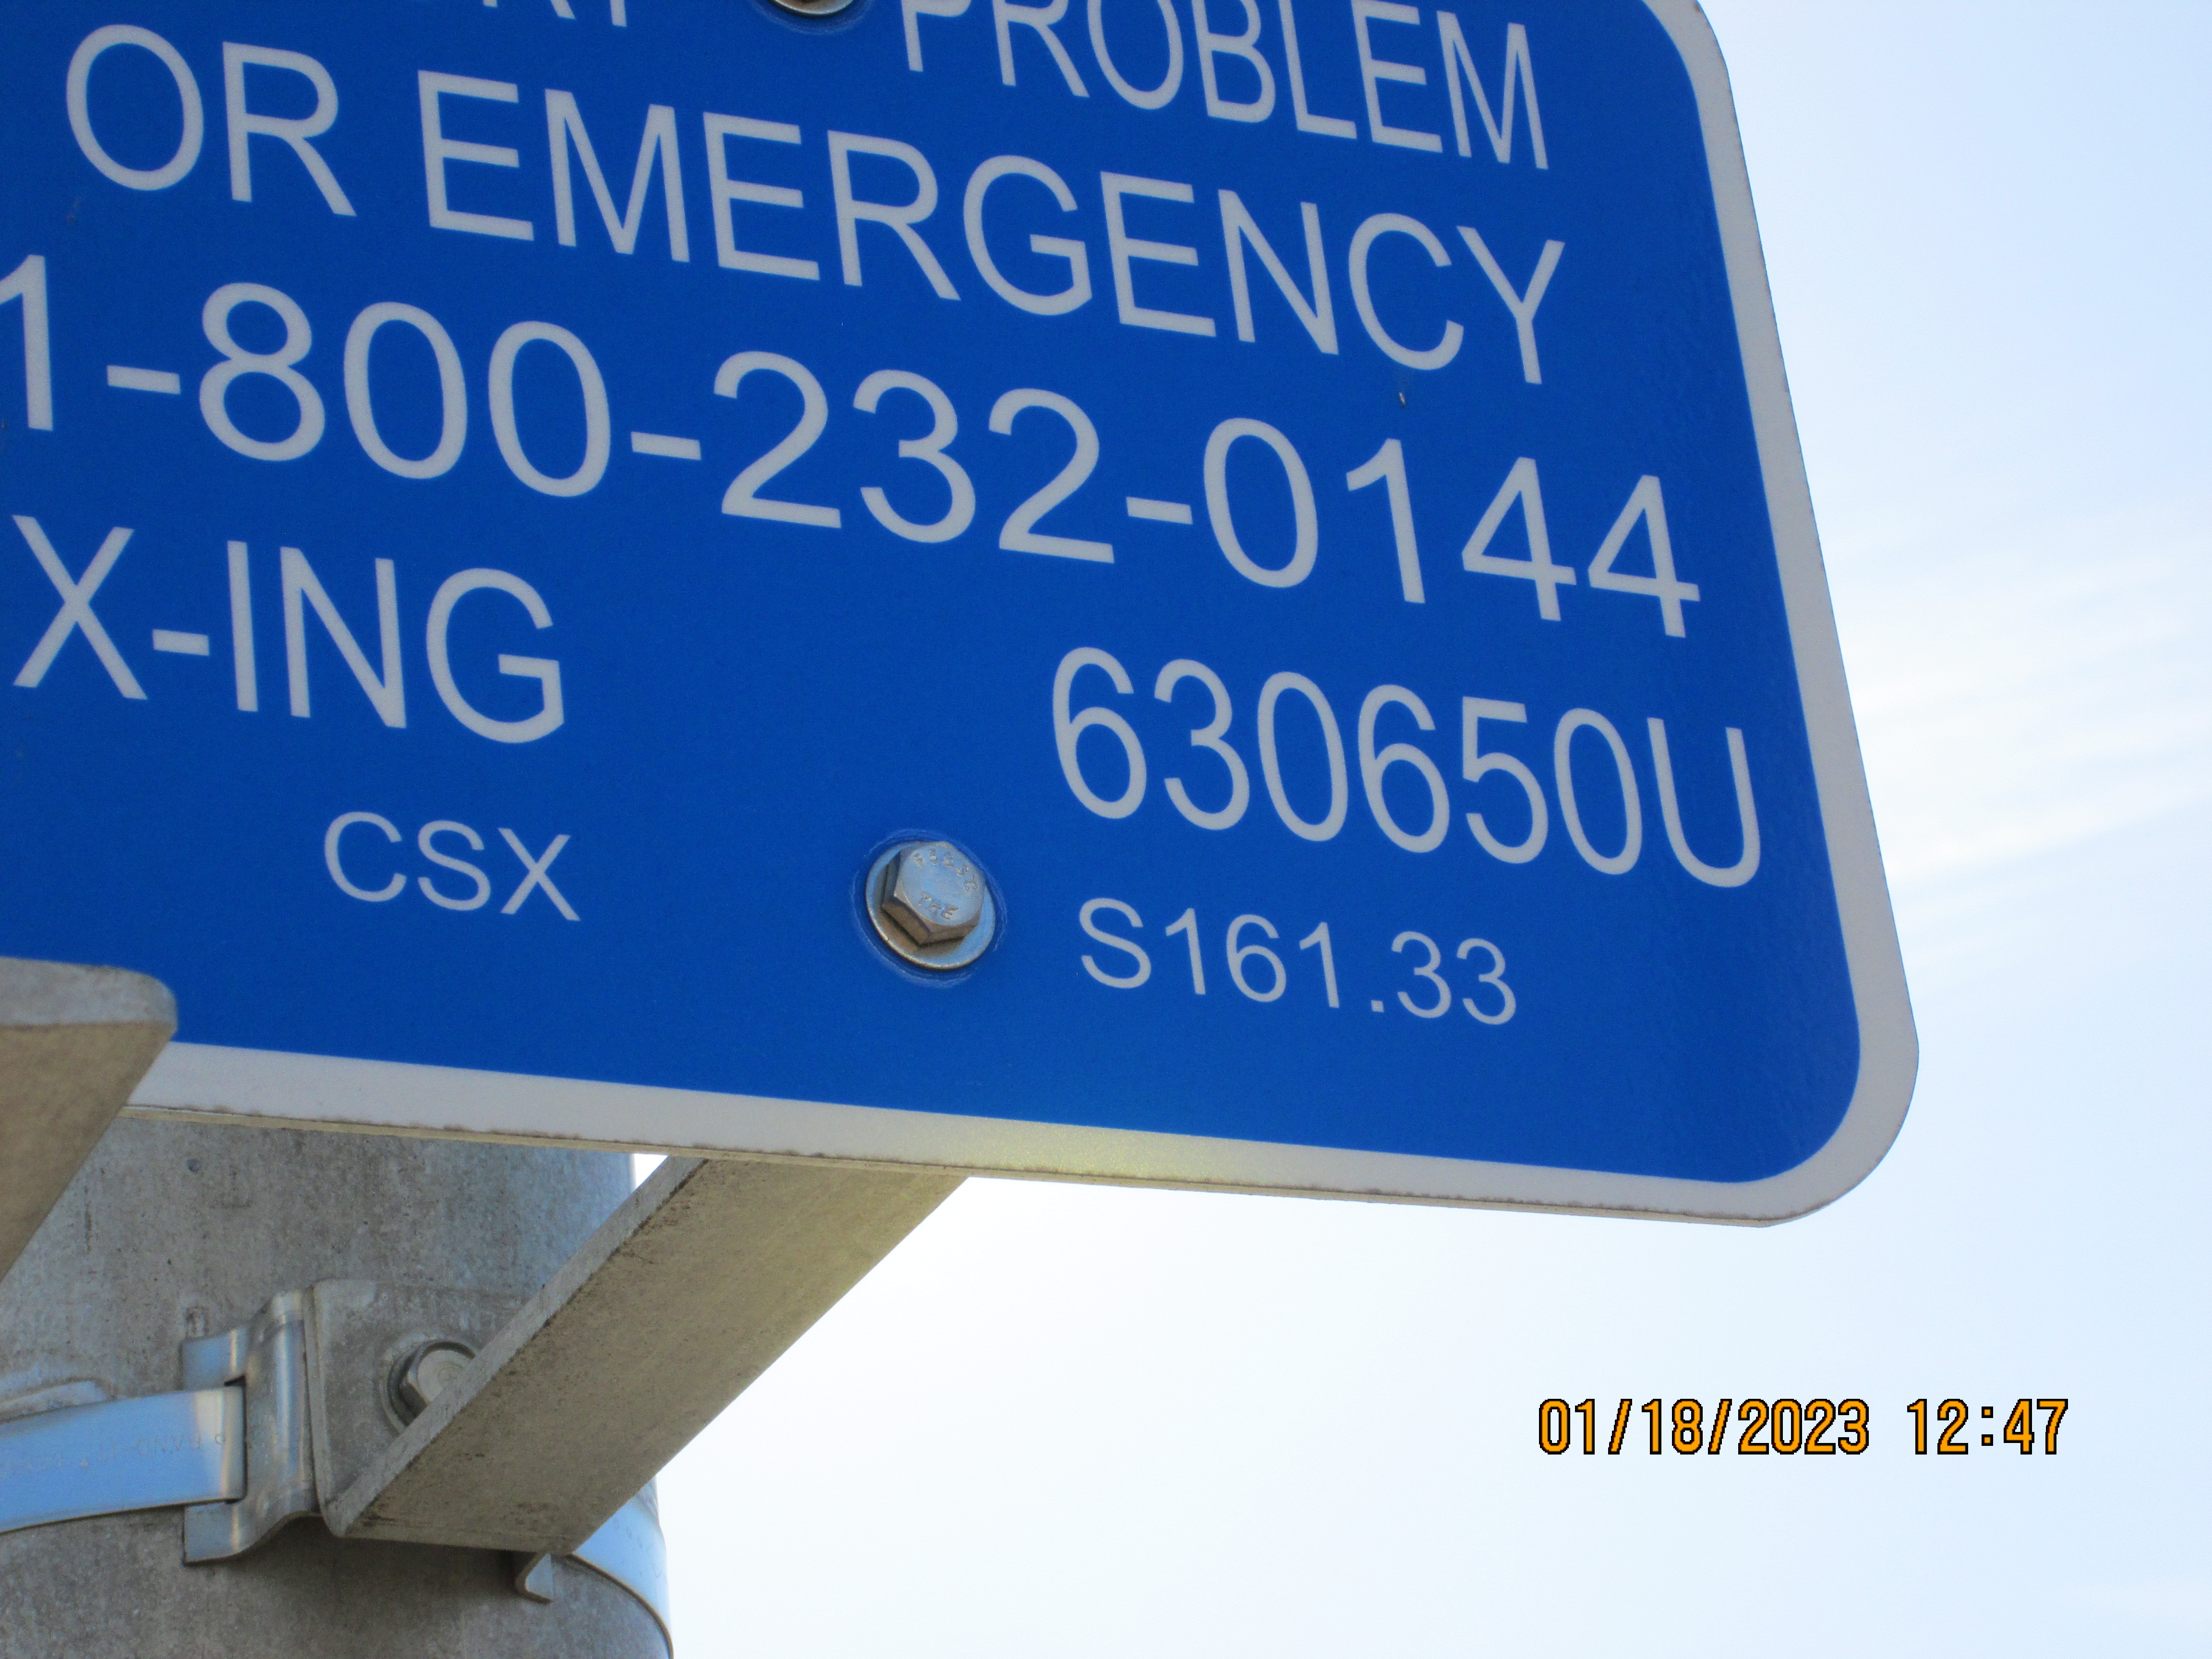 PROBLEM
OR EMERGENCY
1-800-232-0144
X-ING 630650U
CSX S161.33
01/18/2023 12:47